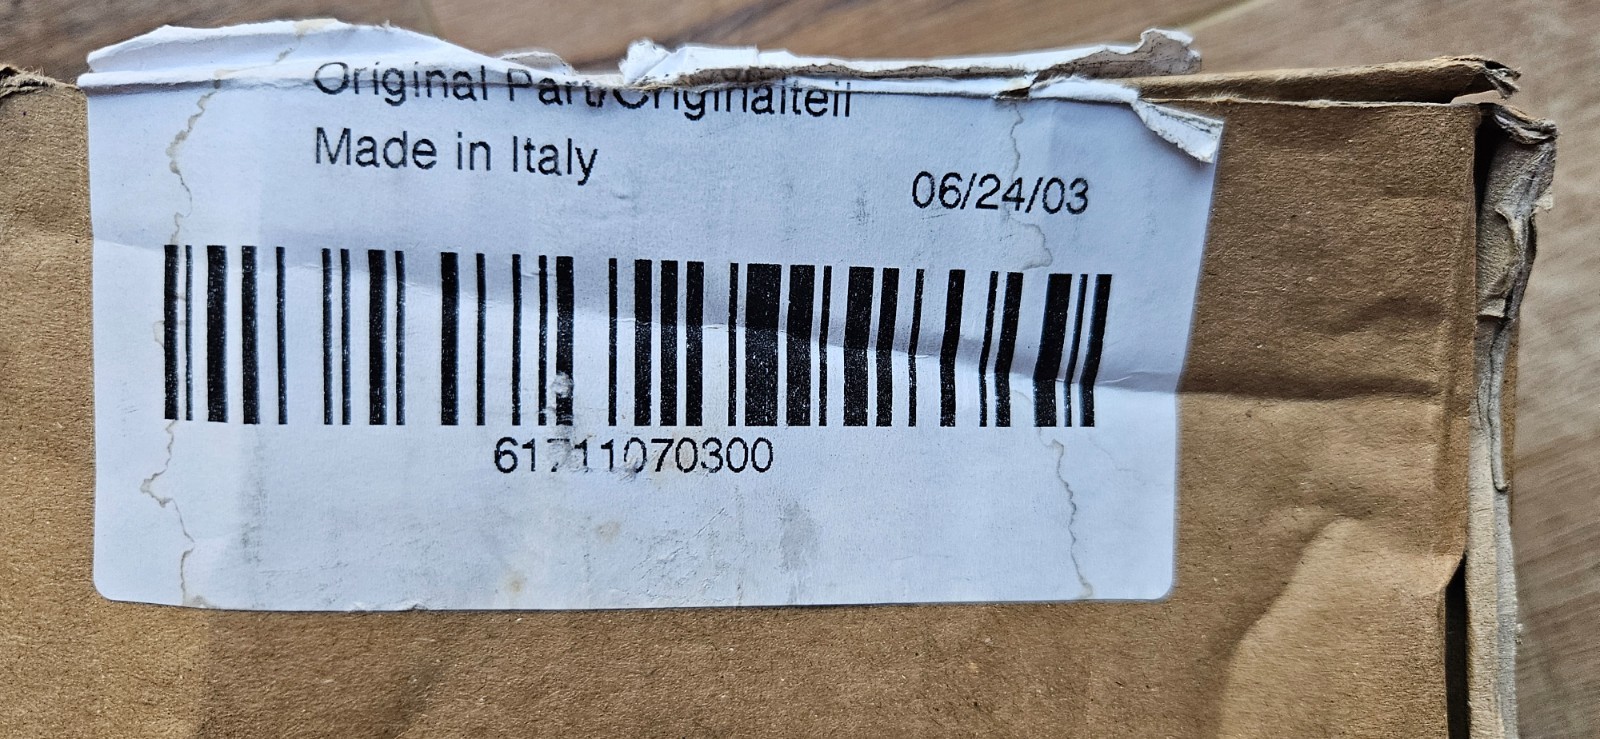 Original Part/Originalteil
Made in Italy
06/24/03
61711070300